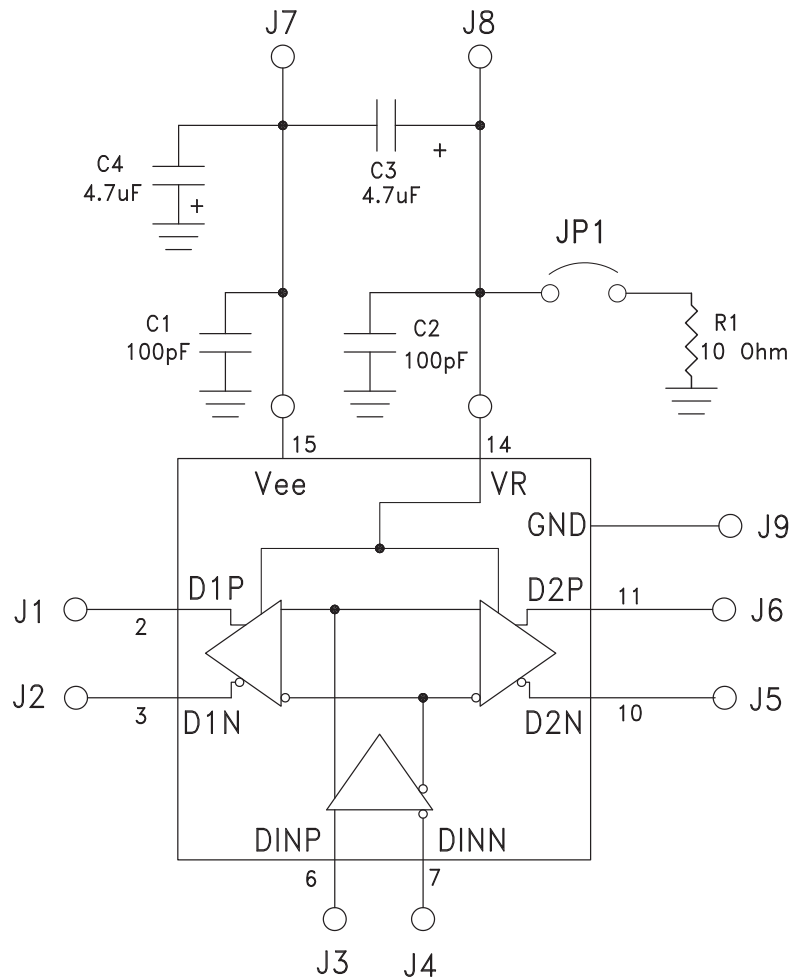 J7
J8
C4
4.7uF
+
C3
4.7uF
+
JP1
C1
100pF
C2
100pF
R1
10 Ohm
15
14
Vee
VR
GND
J9
J1
2
D1P
D2P
11
J6
J2
3
D1N
D2N
10
J5
DINP
DINN
6
7
J3
J4